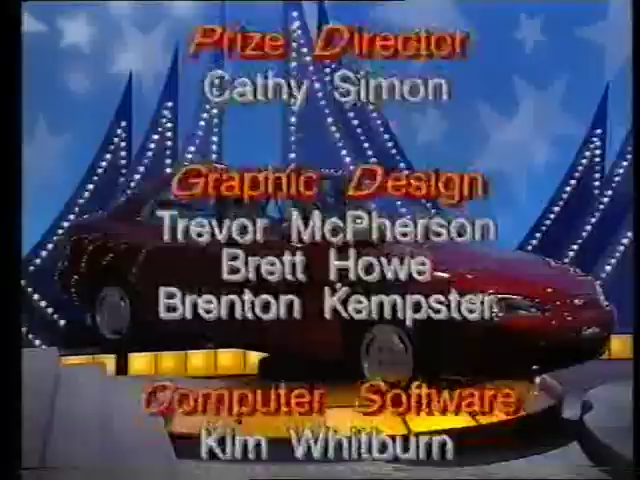 Prize Director
Cathy Simon
Graphic Design
Trevor McPherson
Brett Howe
Brenton Kempster
Computer Software
Kim Whitburn